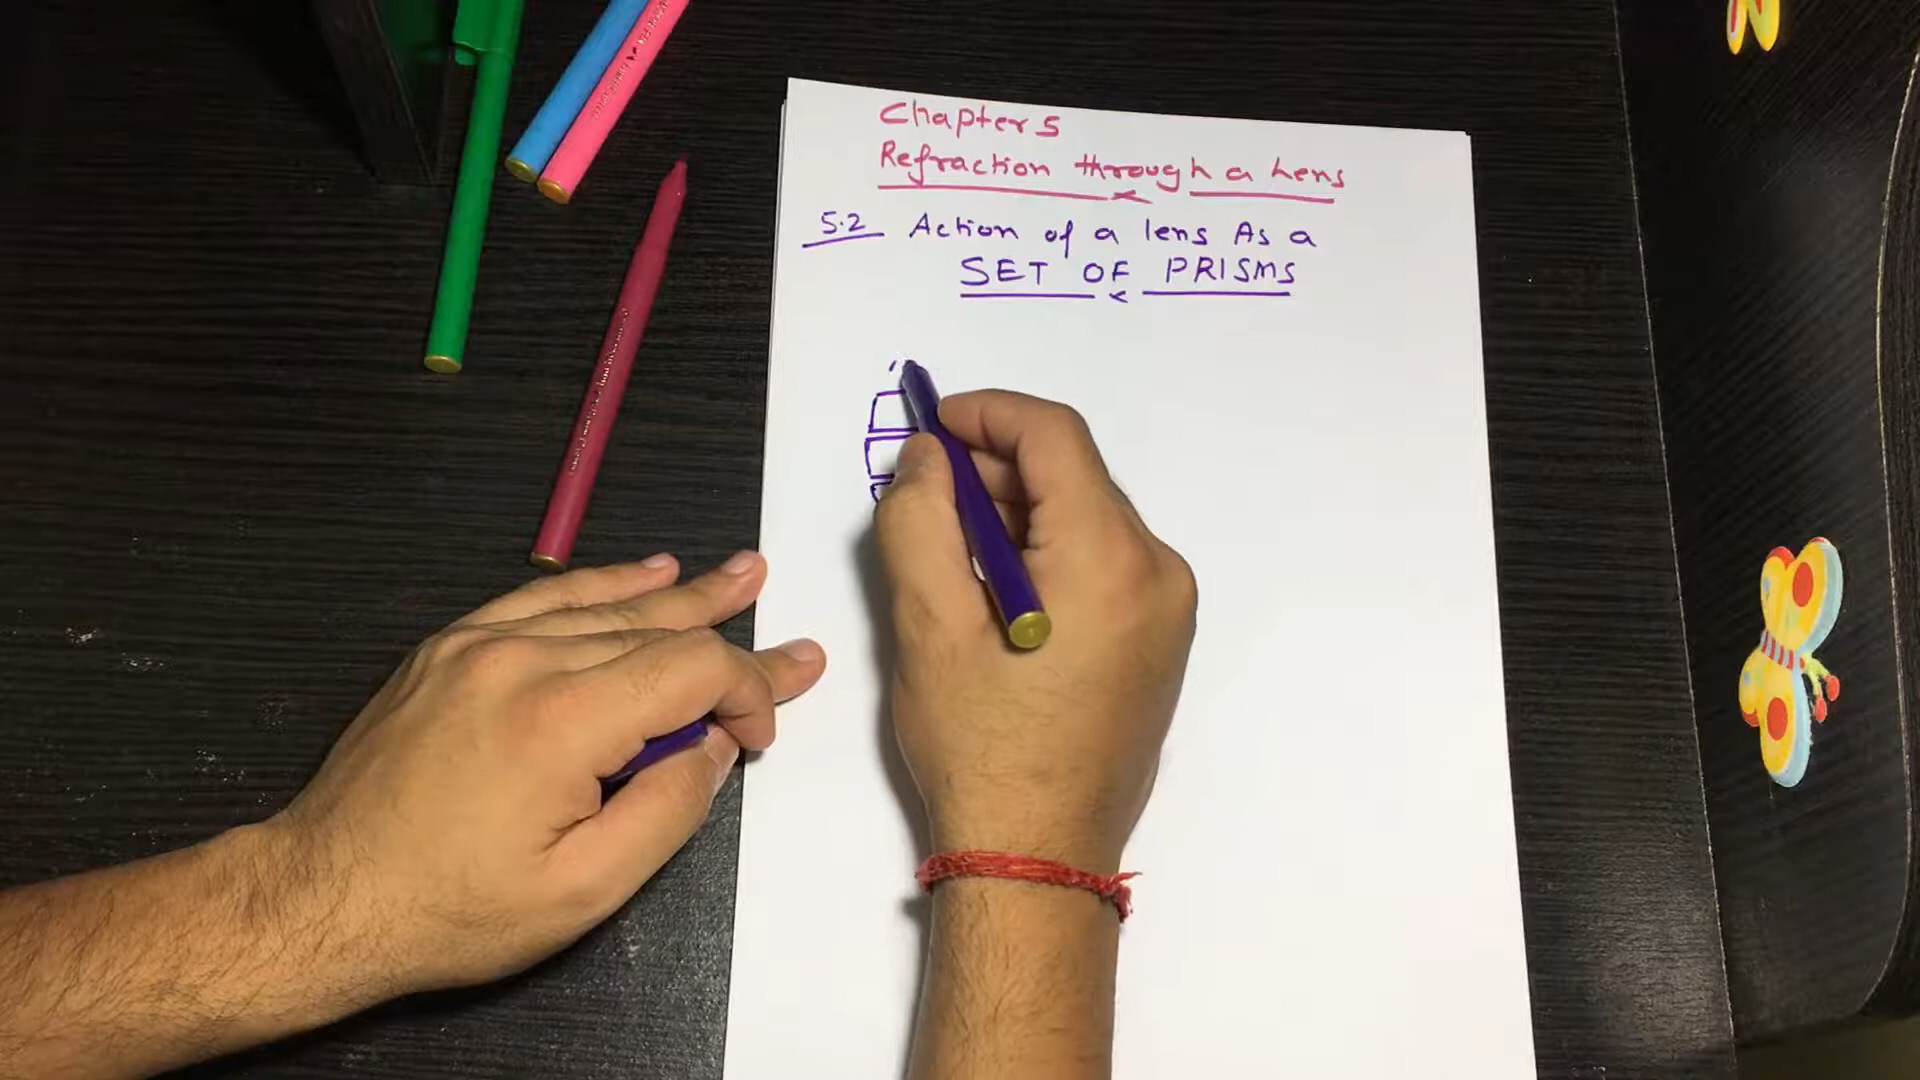 Chapter 5
Refraction through a Lens
5.2 Action of a lens As a
SET OF PRISMS